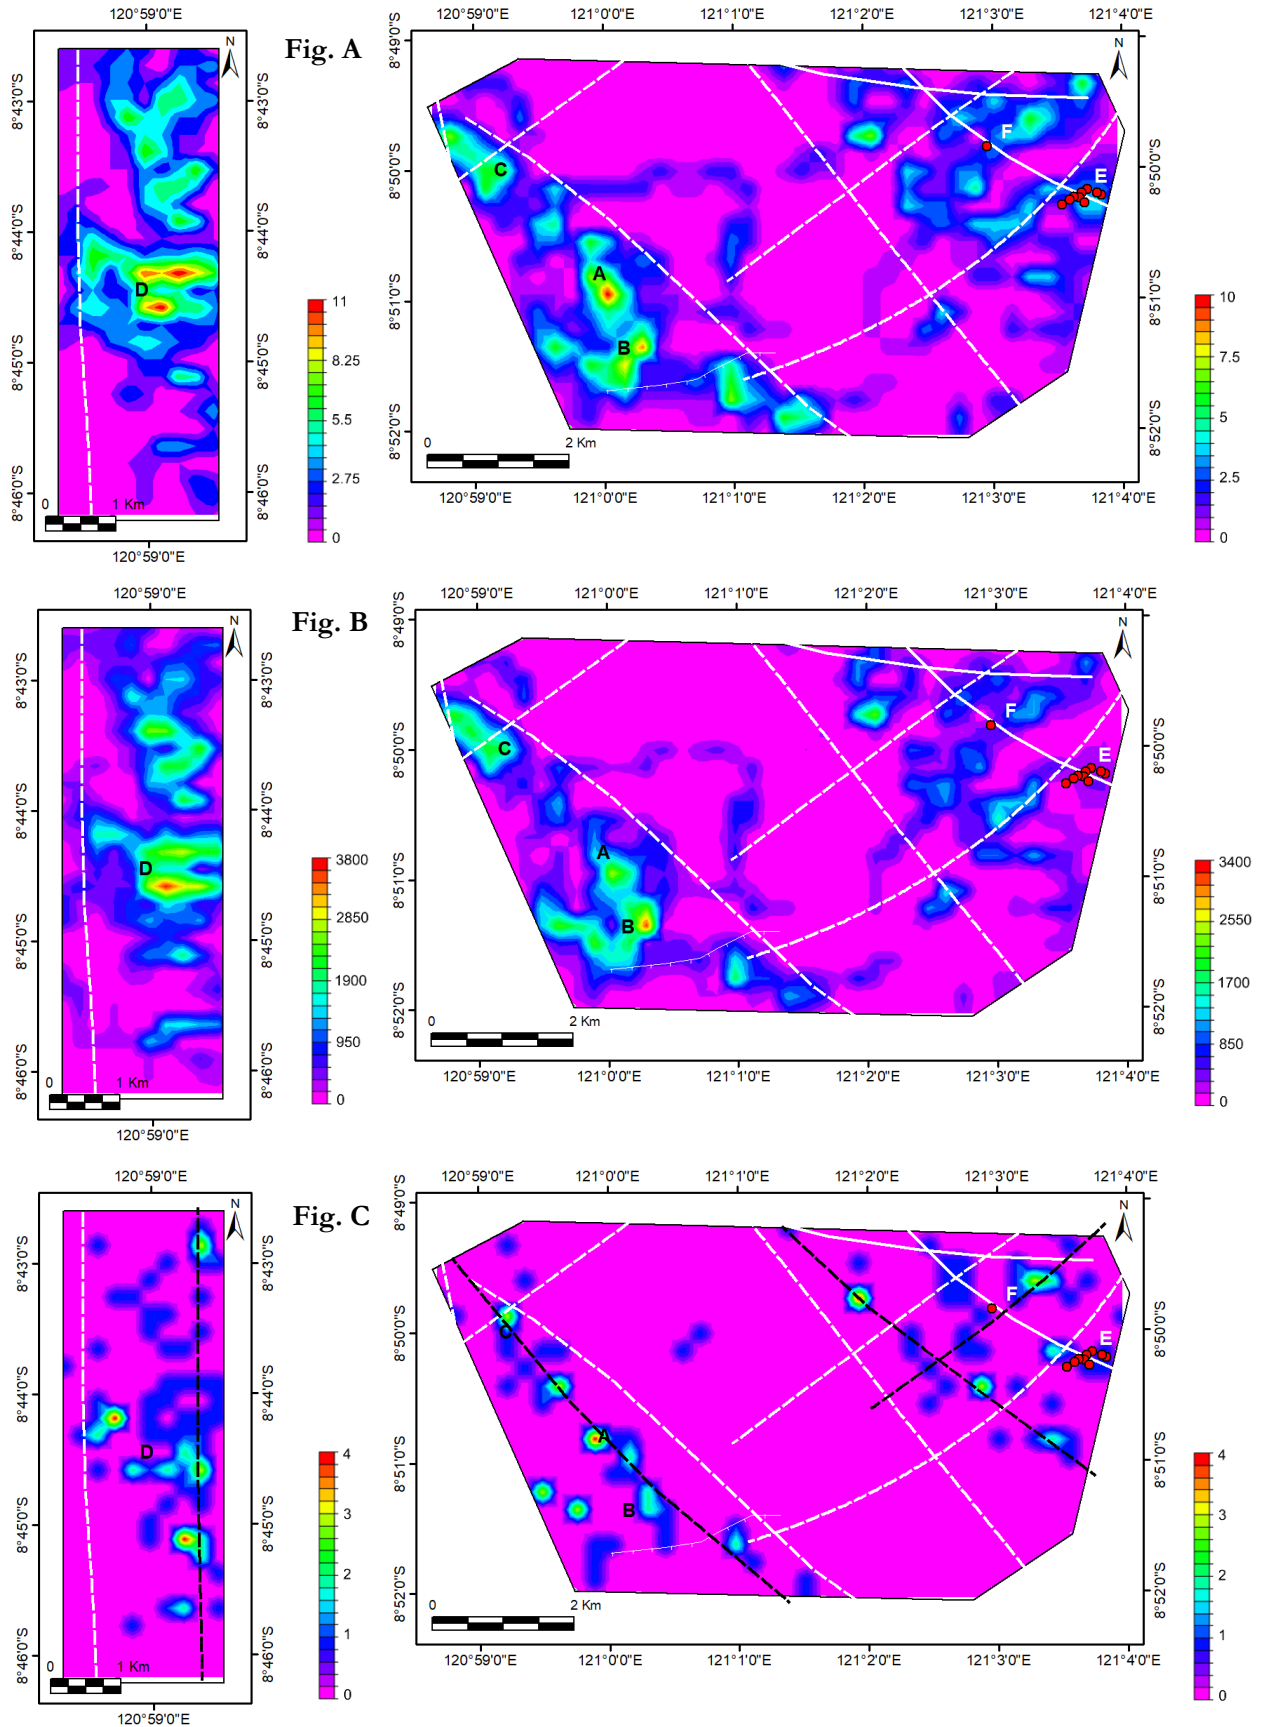 120°59'0"E
120°59'0"E 121°0'0"E 121°1'0"E 121°2'0"E 121°3'0"E 121°4'0"E
Fig. A
N
N
8°43'0"S
8°44'0"S
8°45'0"S
8°46'0"S
8°43'0"S
8°44'0"S
8°45'0"S
8°46'0"S
D
0 1 Km
120°59'0"E
11
8.25
5.5
2.75
0
8°49'0"S
8°50'0"S
8°51'0"S
8°52'0"S
8°50'0"S
8°51'0"S
8°52'0"S
F
E
C
A
B
0 2 Km
120°59'0"E 121°0'0"E 121°1'0"E 121°2'0"E 121°3'0"E 121°4'0"E
10
7.5
5
2.5
0
120°59'0"E
120°59'0"E 121°0'0"E 121°1'0"E 121°2'0"E 121°3'0"E 121°4'0"E
Fig. B
N
N
8°43'0"S
8°44'0"S
8°45'0"S
8°46'0"S
8°43'0"S
8°44'0"S
8°45'0"S
8°46'0"S
D
0 1 Km
120°59'0"E
3800
2850
1900
950
0
8°49'0"S
8°50'0"S
8°51'0"S
8°52'0"S
8°50'0"S
8°51'0"S
8°52'0"S
F
E
C
A
B
0 2 Km
120°59'0"E 121°0'0"E 121°1'0"E 121°2'0"E 121°3'0"E 121°4'0"E
3400
2550
1700
850
0
120°59'0"E
120°59'0"E 121°0'0"E 121°1'0"E 121°2'0"E 121°3'0"E 121°4'0"E
Fig. C
N
N
8°43'0"S
8°44'0"S
8°45'0"S
8°46'0"S
8°43'0"S
8°44'0"S
8°45'0"S
8°46'0"S
D
0 1 Km
120°59'0"E
4
3
2
1
0
8°49'0"S
8°50'0"S
8°51'0"S
8°52'0"S
8°50'0"S
8°51'0"S
8°52'0"S
F
E
C
A
B
0 2 Km
120°59'0"E 121°0'0"E 121°1'0"E 121°2'0"E 121°3'0"E 121°4'0"E
4
3
2
1
0